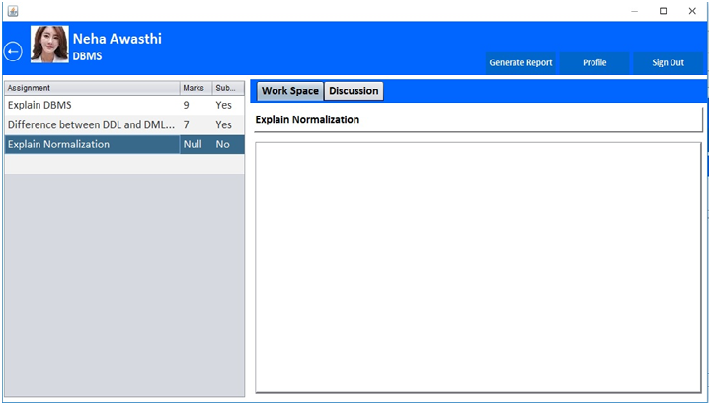 Neha Awasthi
DBMS
Generate Report Profile Sign Out
Assignment Marks Sub...
Explain DBMS 9 Yes
Difference between DDL and DML... 7 Yes
Explain Normalization Null No
Work Space Discussion
Explain Normalization